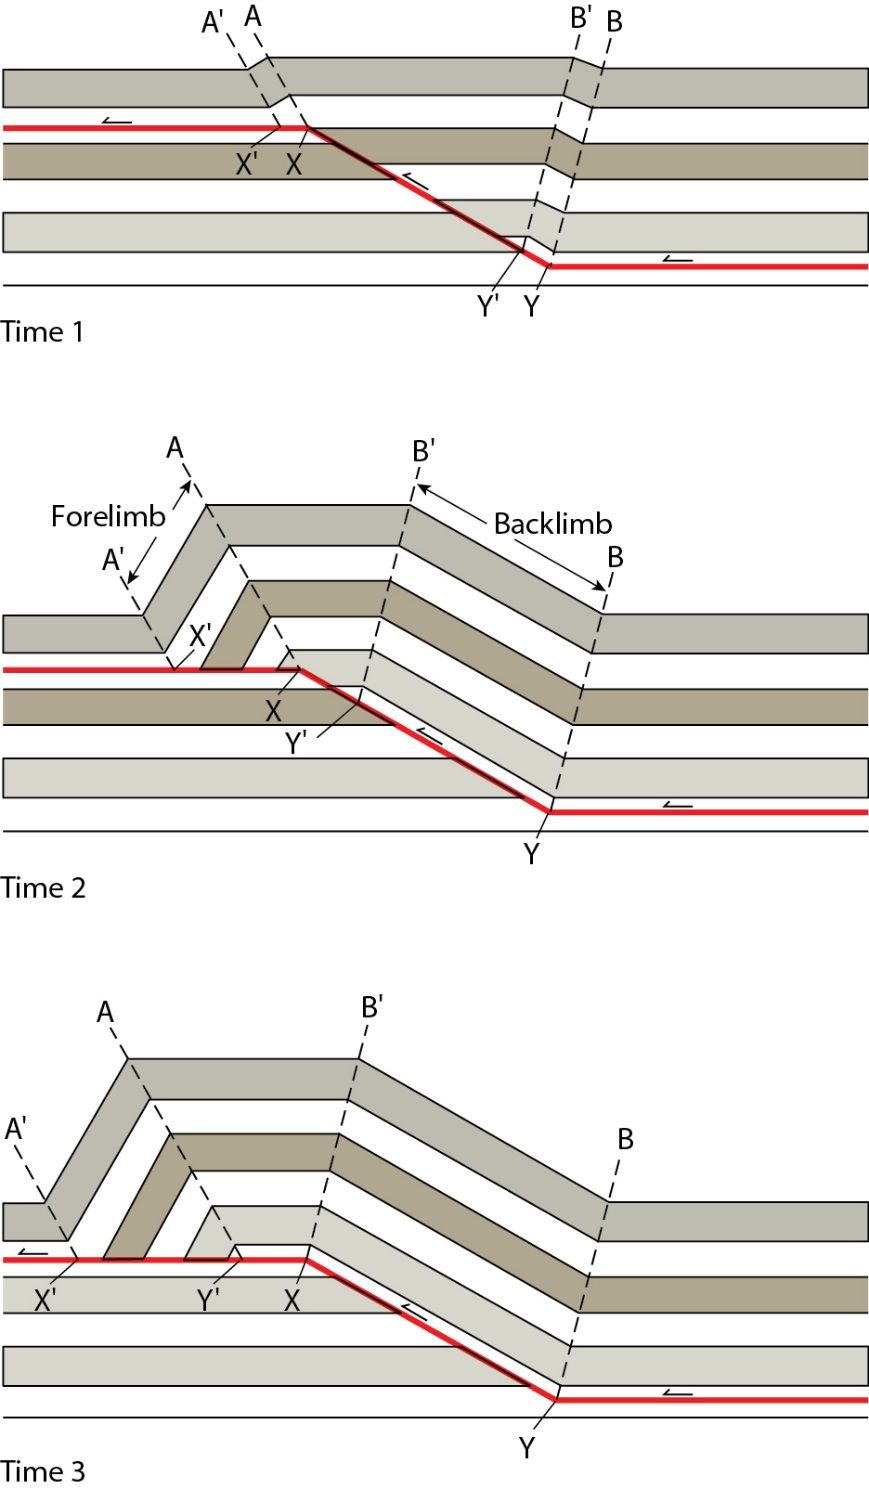 A' A B' B
X' X
Y' Y
Time 1
A B'
Forelimb Backlimb
A' B
X'
X
Y'
Y
Time 2
A B'
A' B
X' Y' X
Y
Time 3